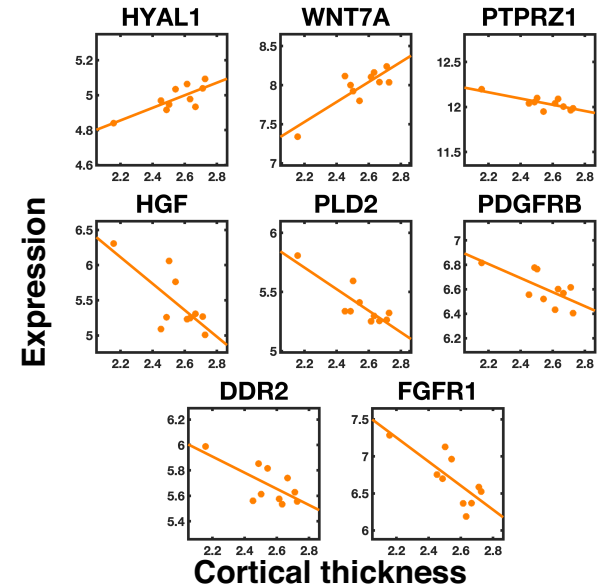 HYAL1 WNT7A PTPRZ1
5.2 8.5 12.5
5 8 12
4.8 7.5 11.5
4.6 7
2.2 2.4 2.6 2.8 2.2 2.4 2.6 2.8 2.2 2.4 2.6 2.8
HGF PLD2 PDGFRB
6.5 6 7
6 5.5 6.8
5.5 5 6.6
5 6.4
6.2
2.2 2.4 2.6 2.8 2.2 2.4 2.6 2.8 2.2 2.4 2.6 2.8
Expression
DDR2 FGFR1
6.2 7.5
6 7
5.8 6.5
5.6 6
5.4
2.2 2.4 2.6 2.8 2.2 2.4 2.6 2.8
Cortical thickness